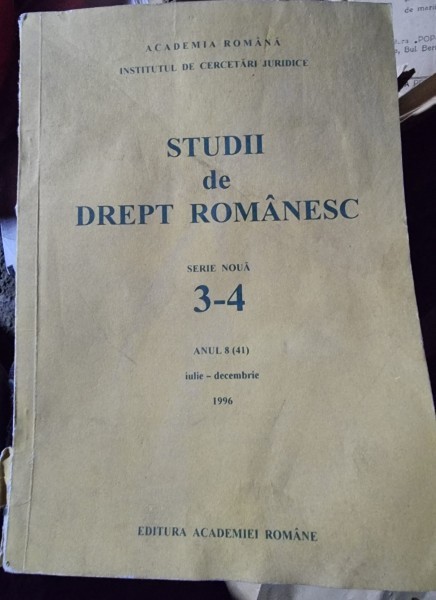 ACADEMIA ROMÂNĂ
INSTITUTUL DE CERCETĂRI JURIDICE
STUDII
de
DREPT ROMÂNESC
SERIE NOUĂ
3-4
ANUL 8 (41)
iulie – decembrie
1996
EDITURA ACADEMIEI ROMÂNE